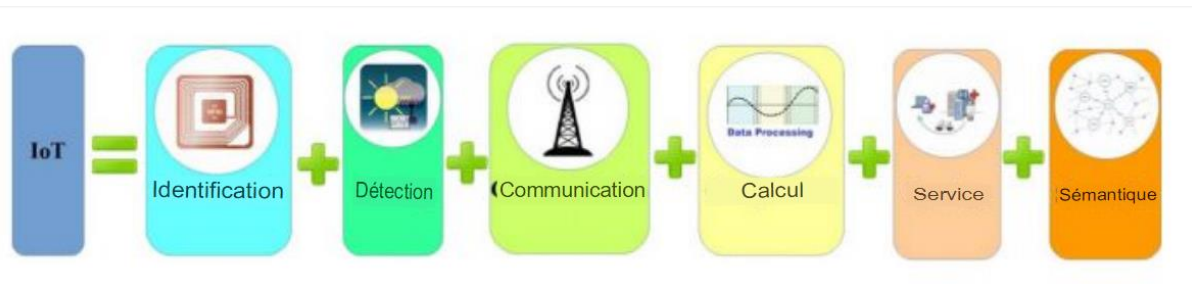 IoT
Identification
Détection
Communication
Data Processing
Calcul
Service
Sémantique